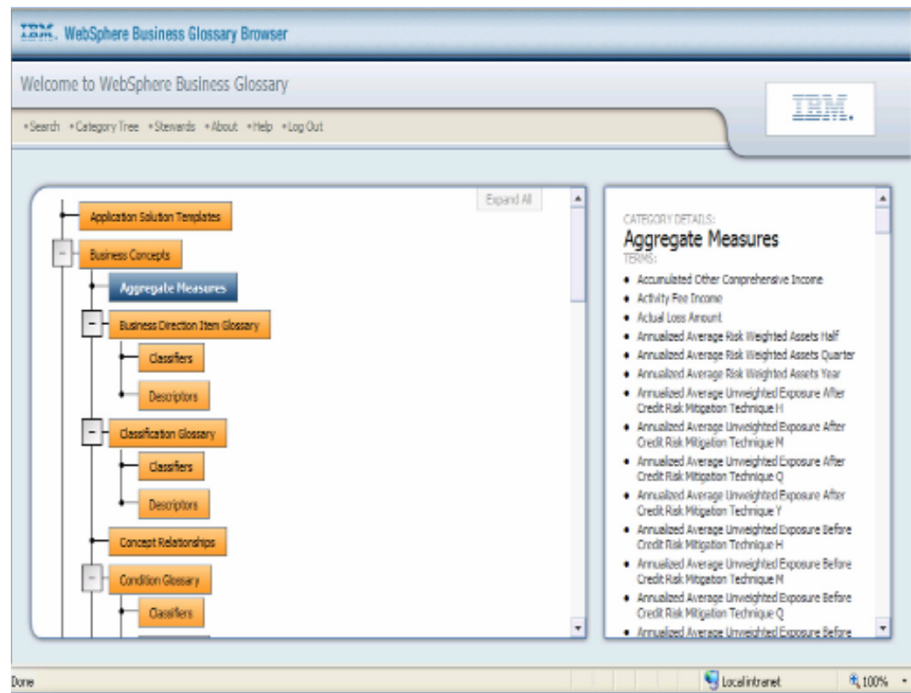 IBM. WebSphere Business Glossary Browser
Welcome to WebSphere Business Glossary
IBM.
Search Category Tree Stewards About Help Log Out
Expand All
Application Solution Templates
Business Concepts
Aggregate Measures
Business Direction Item Glossary
Classifiers
Descriptors
Classification Glossary
Classifiers
Descriptors
Concept Relationships
Condition Glossary
Classifiers
CATEGORY DETAILS:
Aggregate Measures
TERMS:
Accumulated Other Comprehensive Income
Activity Fee Income
Actual Loss Amount
Annualized Average Risk Weighted Assets Half
Annualized Average Risk Weighted Assets Quarter
Annualized Average Risk Weighted Assets Year
Annualized Average Unweighted Exposure After
Credit Risk Mitigation Technique H
Annualized Average Unweighted Exposure After
Credit Risk Mitigation Technique M
Annualized Average Unweighted Exposure After
Credit Risk Mitigation Technique Q
Annualized Average Unweighted Exposure After
Credit Risk Mitigation Technique Y
Annualized Average Unweighted Exposure Before
Credit Risk Mitigation Technique H
Annualized Average Unweighted Exposure Before
Credit Risk Mitigation Technique M
Annualized Average Unweighted Exposure Before
Credit Risk Mitigation Technique Q
Annualized Average Unweighted Exposure Before
Done
Local intranet
100%